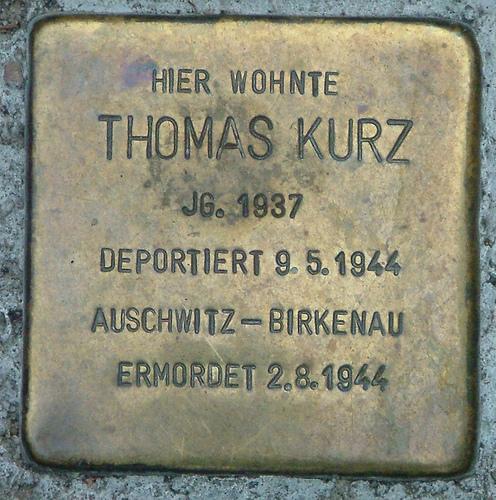 HIER WOHNTE
THOMAS KURZ
JG. 1937
DEPORTIERT 9.5.1944
AUSCHWITZ – BIRKENAU
ERMORDET 2.8.1944